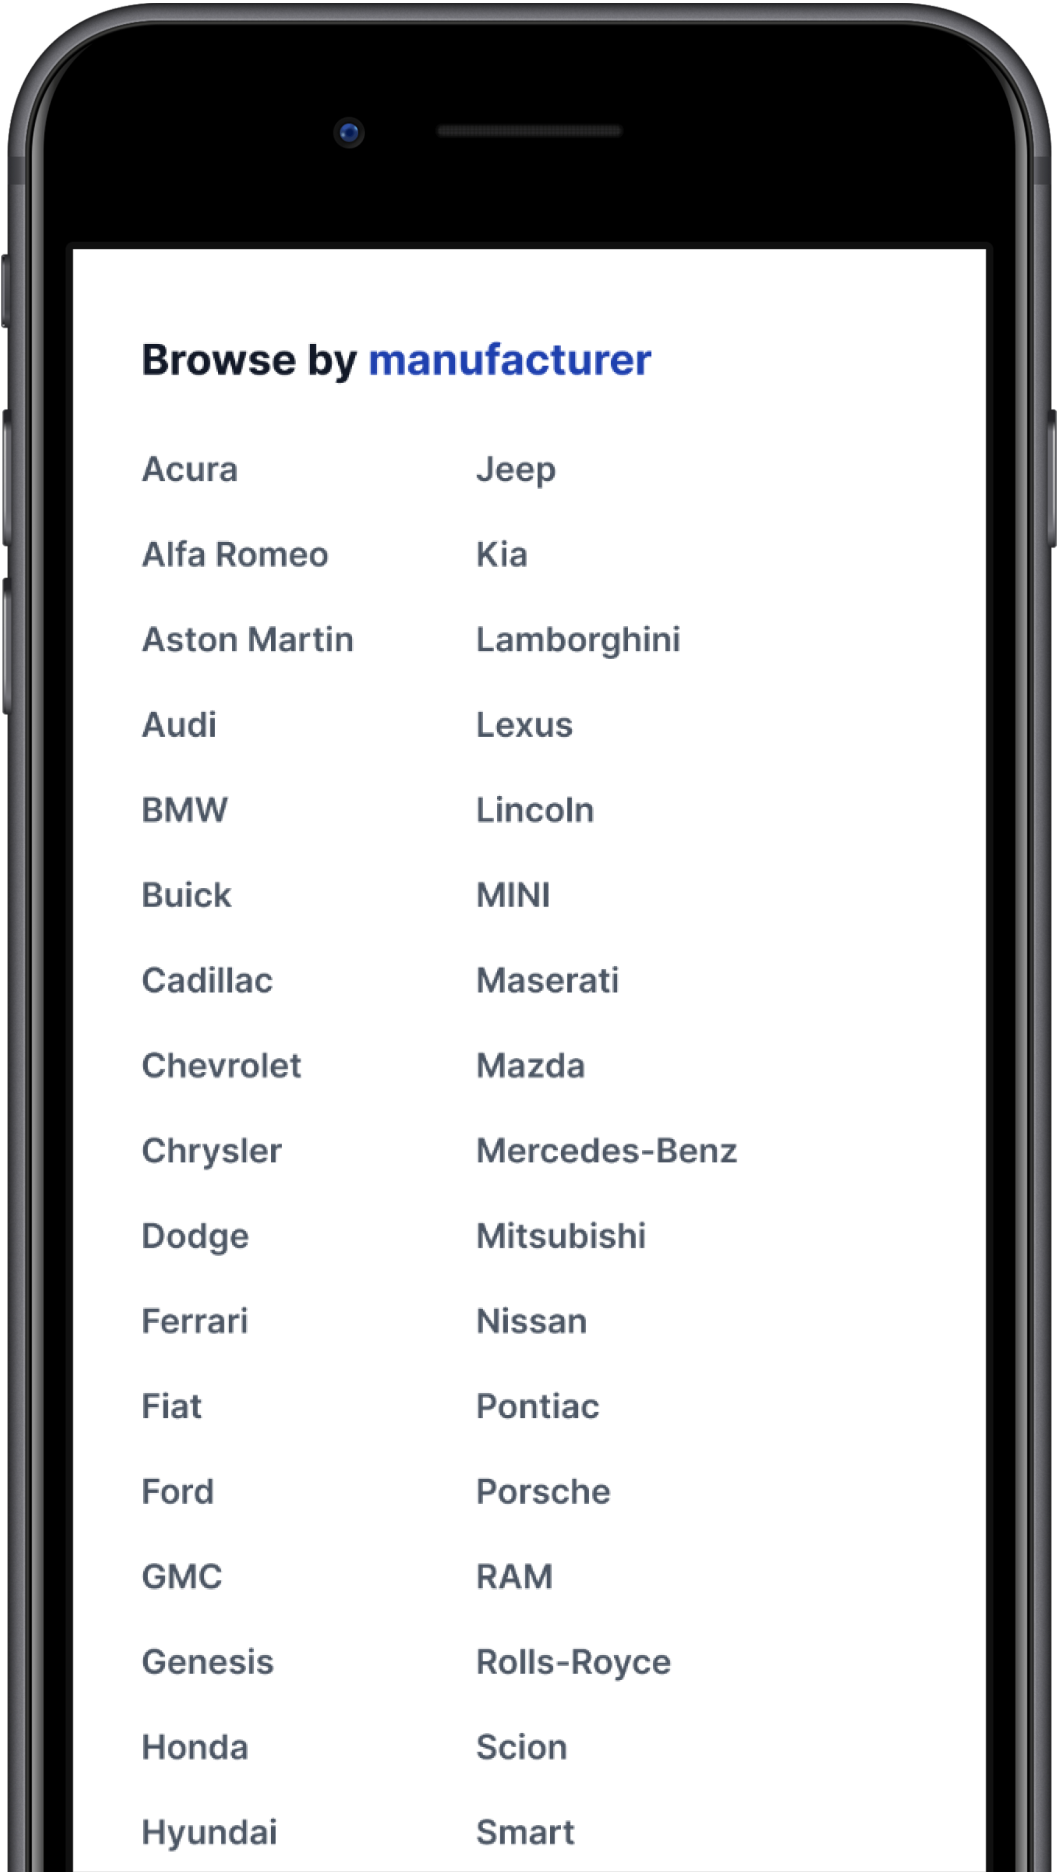 Browse by manufacturer
Acura
Alfa Romeo
Aston Martin
Audi
BMW
Buick
Cadillac
Chevrolet
Chrysler
Dodge
Ferrari
Fiat
Ford
GMC
Genesis
Honda
Hyundai
Jeep
Kia
Lamborghini
Lexus
Lincoln
MINI
Maserati
Mazda
Mercedes-Benz
Mitsubishi
Nissan
Pontiac
Porsche
RAM
Rolls-Royce
Scion
Smart